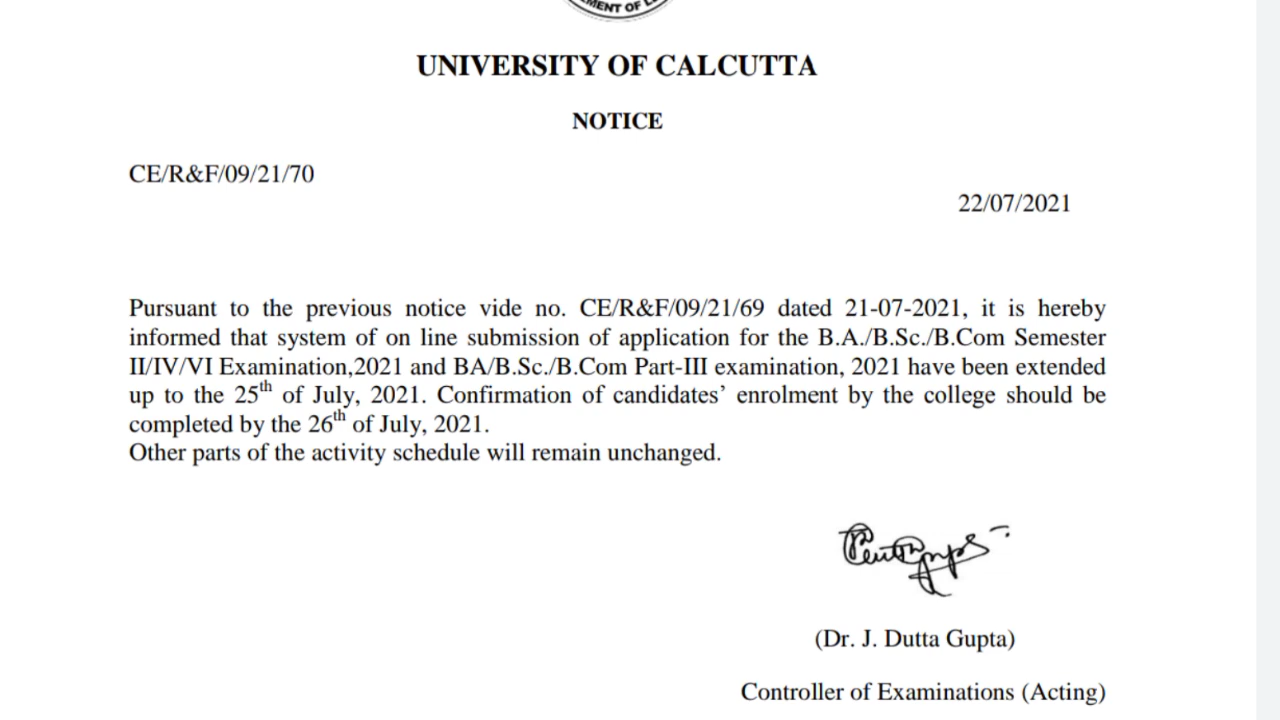 MENT OF
UNIVERSITY OF CALCUTTA
NOTICE
CE/R&F/09/21/70
22/07/2021
Pursuant to the previous notice vide no. CE/R&F/09/21/69 dated 21-07-2021, it is hereby
informed that system of on line submission of application for the B.A./B.Sc./B.Com Semester
II/IV/VI Examination,2021 and BA/B.Sc./B.Com Part-III examination, 2021 have been extended
up to the 25th of July, 2021. Confirmation of candidates’ enrolment by the college should be
completed by the 26th of July, 2021.
Other parts of the activity schedule will remain unchanged.
(Dr. J. Dutta Gupta)
Controller of Examinations (Acting)